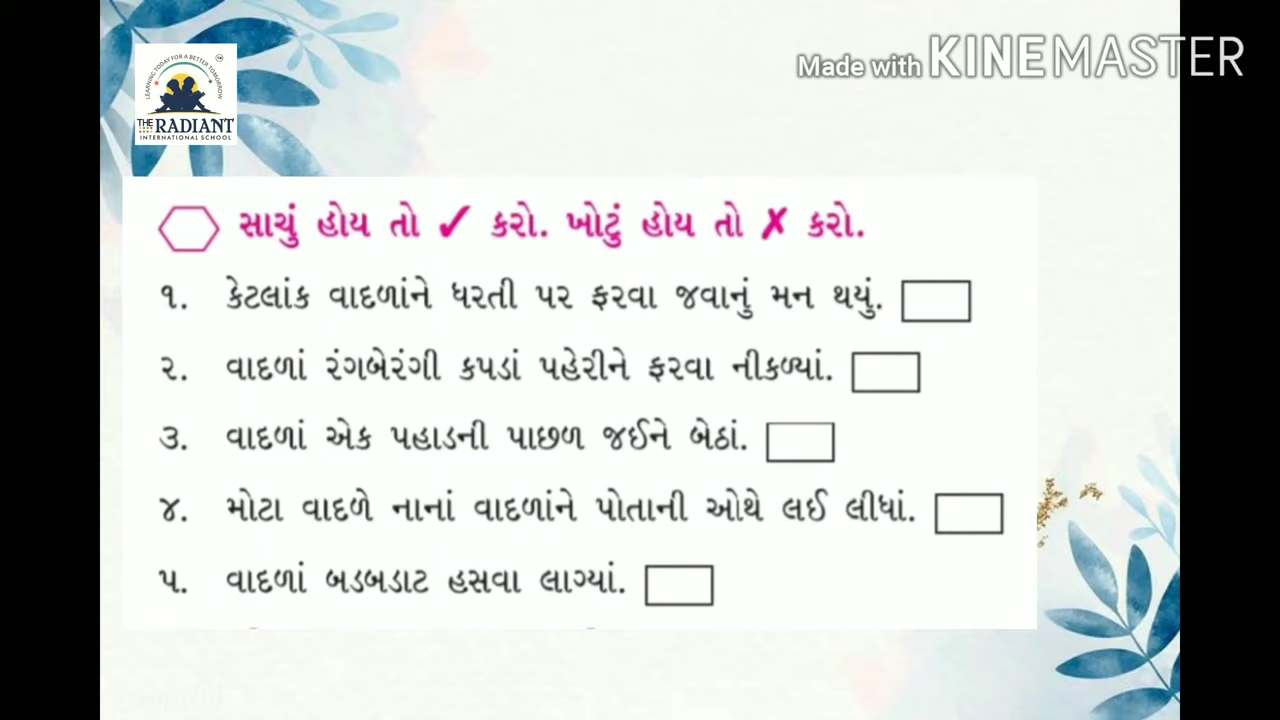 Made with KINEMASTER
LEARNING TODAY FOR A BETTER TOMORROW
THE RADIANT
INTERNATIONAL SCHOOL
સાચું હોય તો ✓ કરો. ખોટું હોય તો ✗ કરો.
૧. કેટલાંક વાદળાંને ધરતી પર ફરવા જવાનું મન થયું.
૨. વાદળાં રંગબેરંગી કપડાં પહેરીને ફરવા નીકળ્યાં.
૩. વાદળાં એક પહાડની પાછળ જઈને બેઠાં.
૪. મોટા વાદળે નાનાં વાદળાંને પોતાની ઓથે લઈ લીધાં.
૫. વાદળાં બડબડાટ હસવા લાગ્યાં.